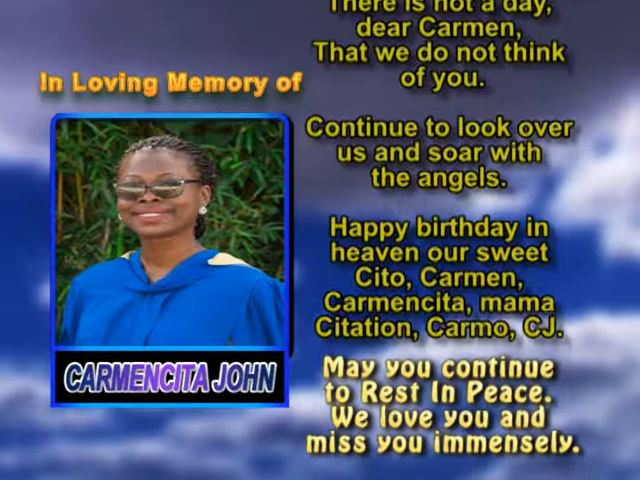 There is not a day,
dear Carmen,
That we do not think
of you.
In Loving Memory of
Continue to look over
us and soar with
the angels.
Happy birthday in
heaven our sweet
Cito, Carmen,
Carmencita, mama
Citation, Carmo, CJ.
CARMENCITA JOHN
May you continue
to Rest In Peace.
We love you and
miss you immensely.